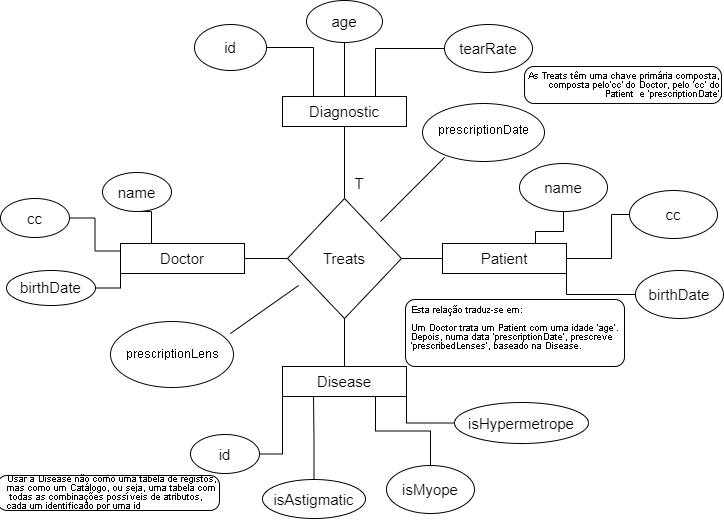 age
id
tearRate
As Treats têm uma chave primária composta,
composta pelo'cc' do Doctor, pelo 'cc' do
Patient e 'prescriptionDate'
Diagnostic
prescriptionDate
T
name
name
cc
cc
Doctor
Treats
Patient
birthDate
birthDate
Esta relação traduz-se em:
Um Doctor trata um Patient com uma idade 'age'.
Depois, numa data 'prescriptionDate', prescreve
'prescribedLenses', baseado na Disease.
prescriptionLens
Disease
isHypermetrope
id
isMyope
isAstigmatic
Usar a Disease não como uma tabela de registos,
mas como um Catálogo, ou seja, uma tabela com
todas as combinações possíveis de atributos,
cada um identificado por uma id